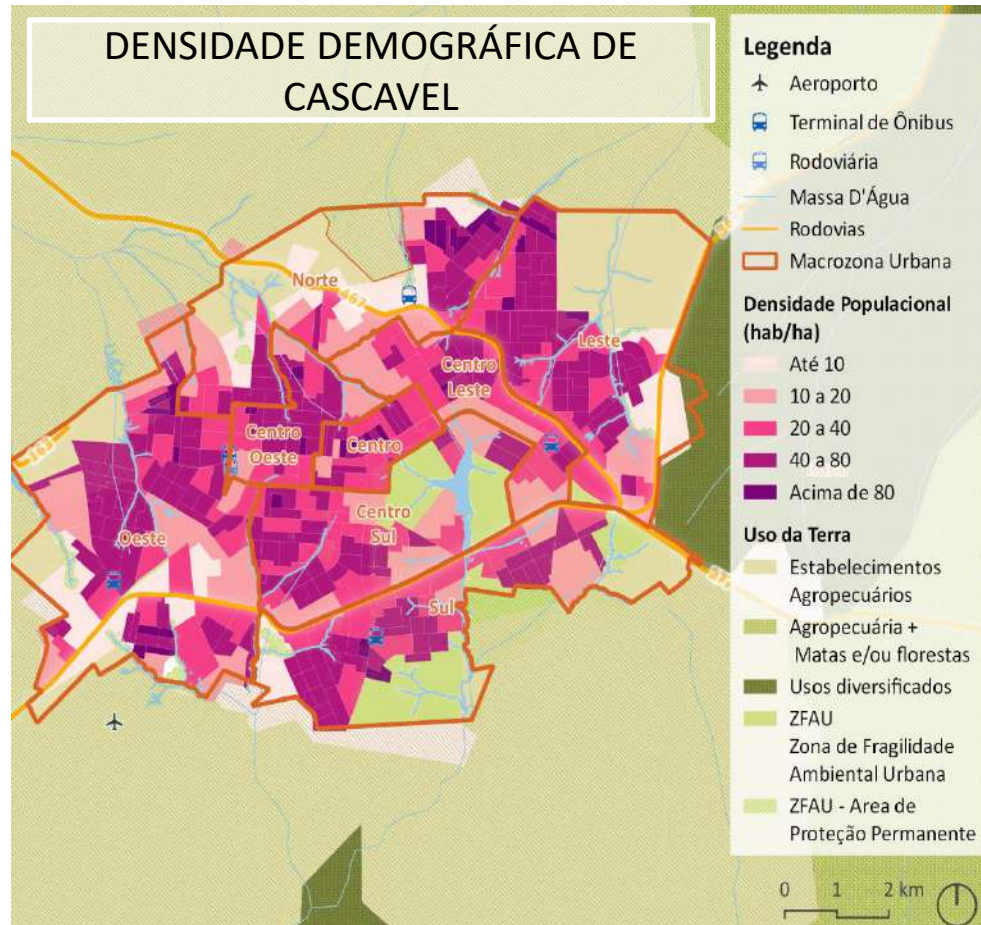 DENSIDADE DEMOGRÁFICA DE
CASCAVEL
Legenda
Aeroporto
Terminal de Ônibus
Rodoviária
Massa D'Água
Rodovias
Macrozona Urbana
Densidade Populacional
(hab/ha)
Até 10
10 a 20
20 a 40
40 a 80
Acima de 80
Uso da Terra
Estabelecimentos
Agropecuários
Agropecuária +
Matas e/ou florestas
Usos diversificados
ZFAU
Zona de Fragilidade
Ambiental Urbana
ZFAU - Area de
Proteção Permanente
0 1 2 km
Norte
467
Leste
Centro
Leste
Centro
Oeste
Centro
Centro
Sul
Oeste
Sul
163